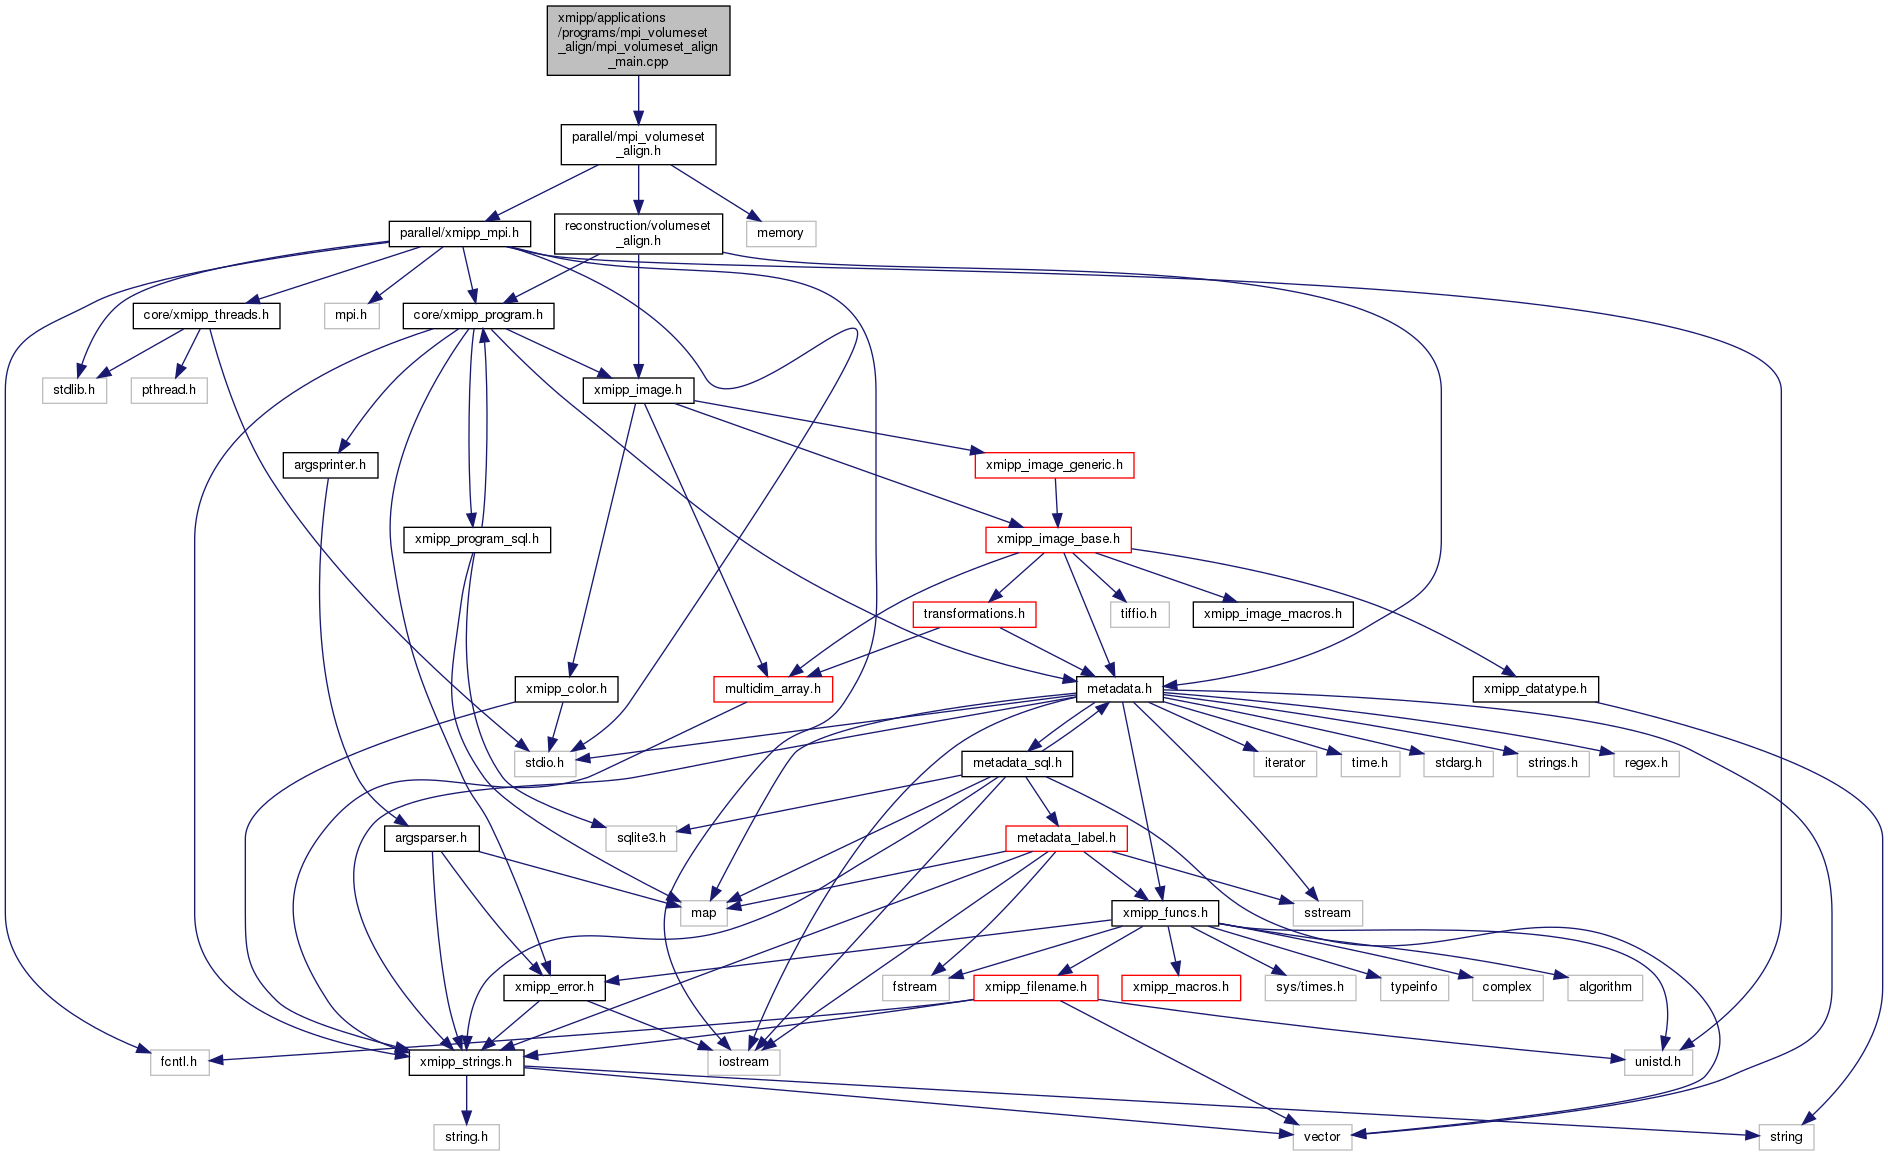 xmipp/applications
/programs/mpi_volumeset
_align/mpi_volumeset_align
_main.cpp
parallel/mpi_volumeset
_align.h
parallel/xmipp_mpi.h
reconstruction/volumeset
_align.h
memory
core/xmipp_threads.h
mpi.h
core/xmipp_program.h
stdlib.h
pthread.h
xmipp_image.h
argsprinter.h
xmipp_image_generic.h
xmipp_program_sql.h
xmipp_image_base.h
transformations.h
tiffio.h
xmipp_image_macros.h
xmipp_color.h
multidim_array.h
metadata.h
xmipp_datatype.h
stdio.h
metadata_sql.h
iterator
time.h
stdarg.h
strings.h
regex.h
argsparser.h
sqlite3.h
metadata_label.h
map
xmipp_funcs.h
sstream
xmipp_error.h
fstream
xmipp_filename.h
xmipp_macros.h
sys/times.h
typeinfo
complex
algorithm
fcntl.h
xmipp_strings.h
iostream
unistd.h
string.h
vector
string